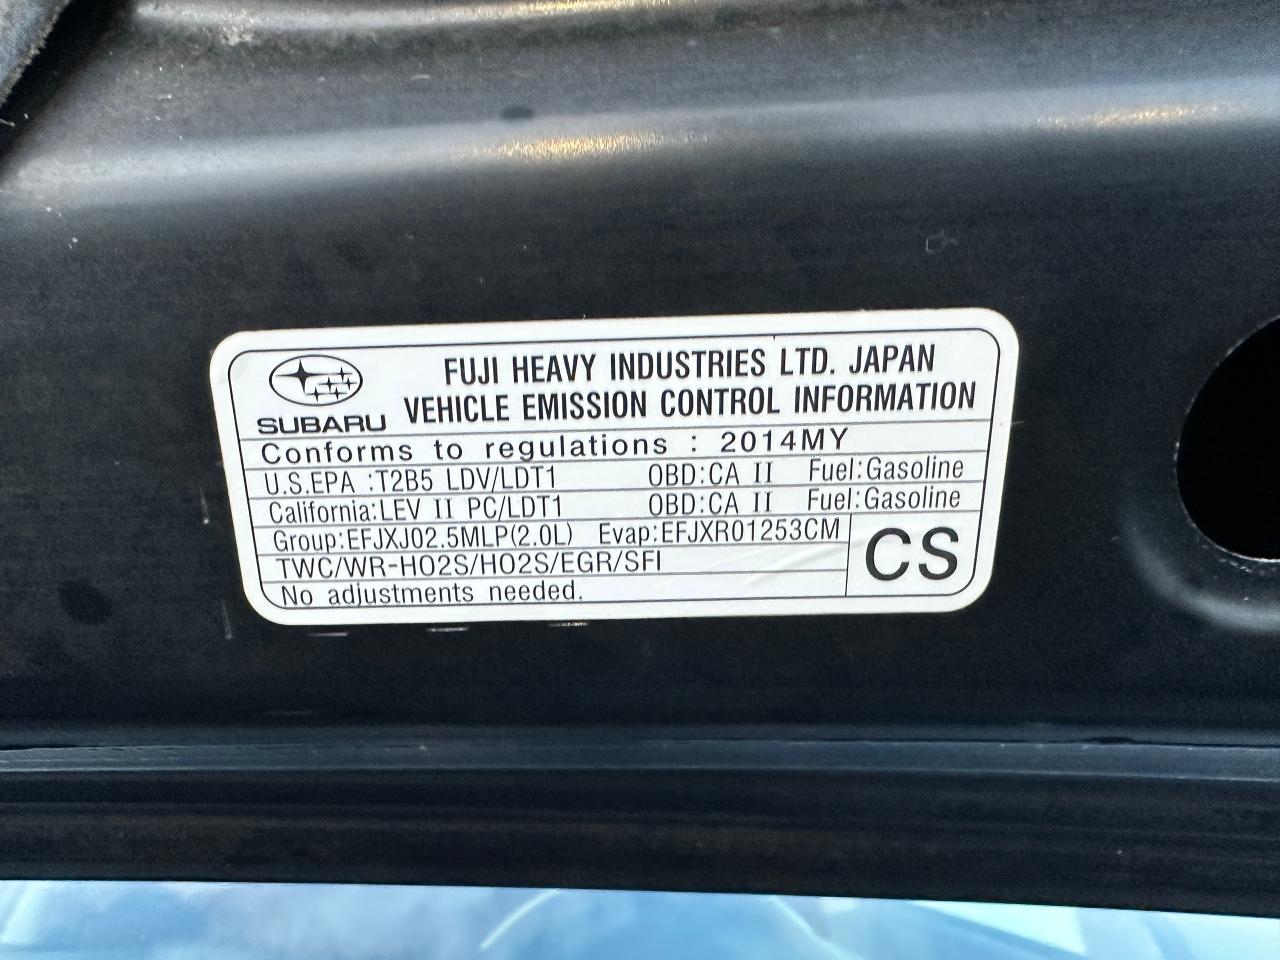 FUJI HEAVY INDUSTRIES LTD. JAPAN
SUBARU VEHICLE EMISSION CONTROL INFORMATION
Conforms to regulations : 2014MY
U.S.EPA :T2B5 LDV/LDT1 OBD:CA II Fuel:Gasoline
California:LEV II PC/LDT1 OBD:CA II Fuel:Gasoline
Group:EFJXJ02.5MLP(2.0L) Evap:EFJXR01253CM
TWC/WR-HO2S/HO2S/EGR/SFI
No adjustments needed.
CS